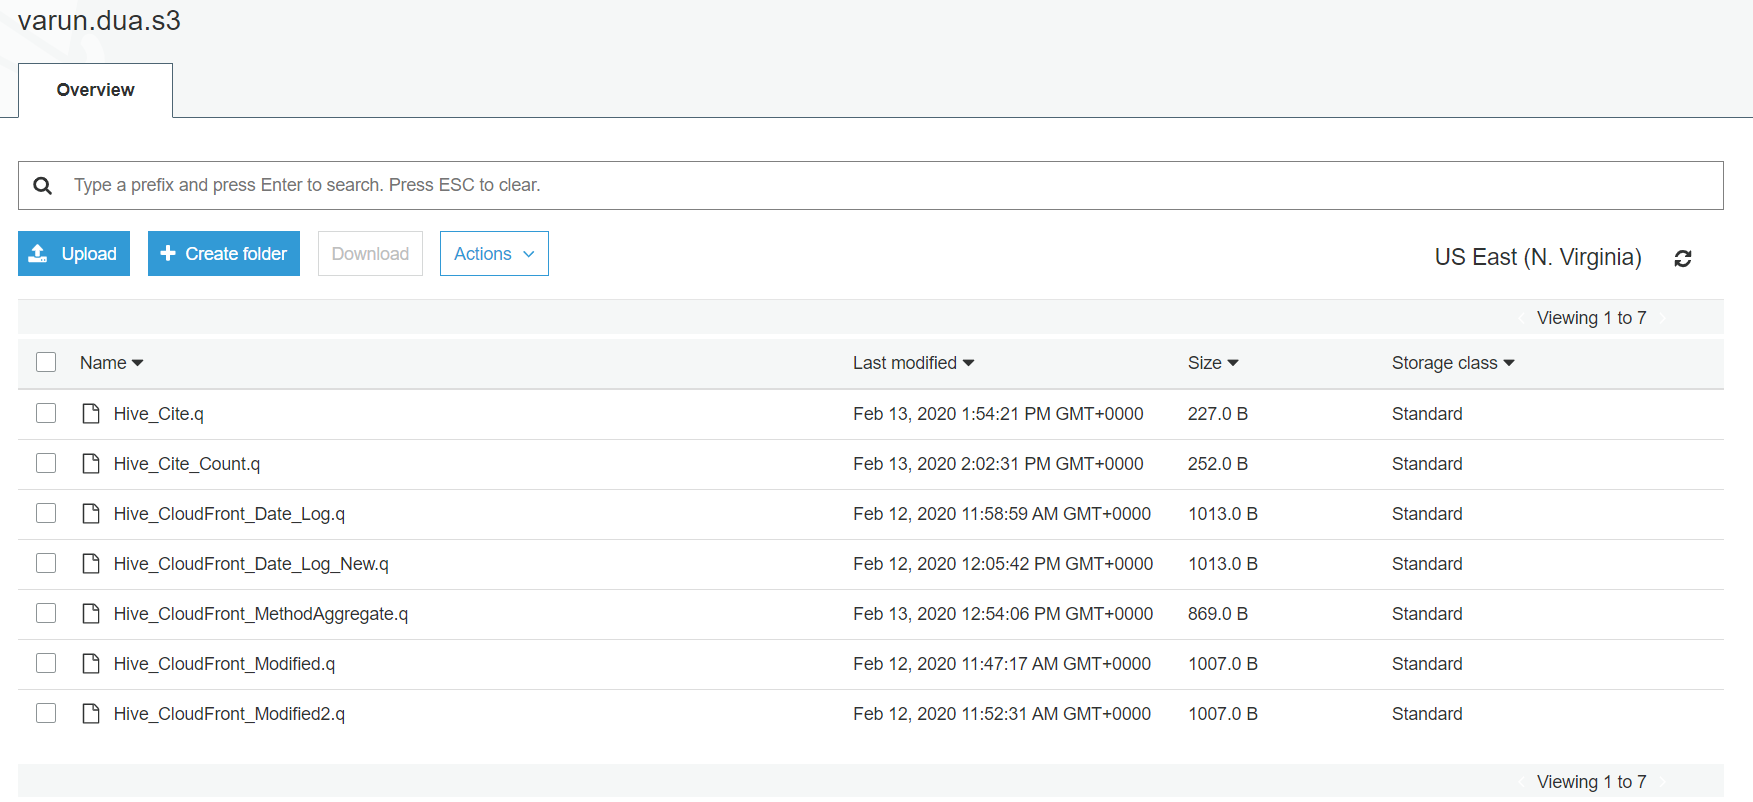 varun.dua.s3
Overview
Type a prefix and press Enter to search. Press ESC to clear.
Upload Create folder Download Actions US East (N. Virginia)
Viewing 1 to 7
Name Last modified Size Storage class
Hive_Cite.q Feb 13, 2020 1:54:21 PM GMT+0000 227.0 B Standard
Hive_Cite_Count.q Feb 13, 2020 2:02:31 PM GMT+0000 252.0 B Standard
Hive_CloudFront_Date_Log.q Feb 12, 2020 11:58:59 AM GMT+0000 1013.0 B Standard
Hive_CloudFront_Date_Log_New.q Feb 12, 2020 12:05:42 PM GMT+0000 1013.0 B Standard
Hive_CloudFront_MethodAggregate.q Feb 13, 2020 12:54:06 PM GMT+0000 869.0 B Standard
Hive_CloudFront_Modified.q Feb 12, 2020 11:47:17 AM GMT+0000 1007.0 B Standard
Hive_CloudFront_Modified2.q Feb 12, 2020 11:52:31 AM GMT+0000 1007.0 B Standard
Viewing 1 to 7